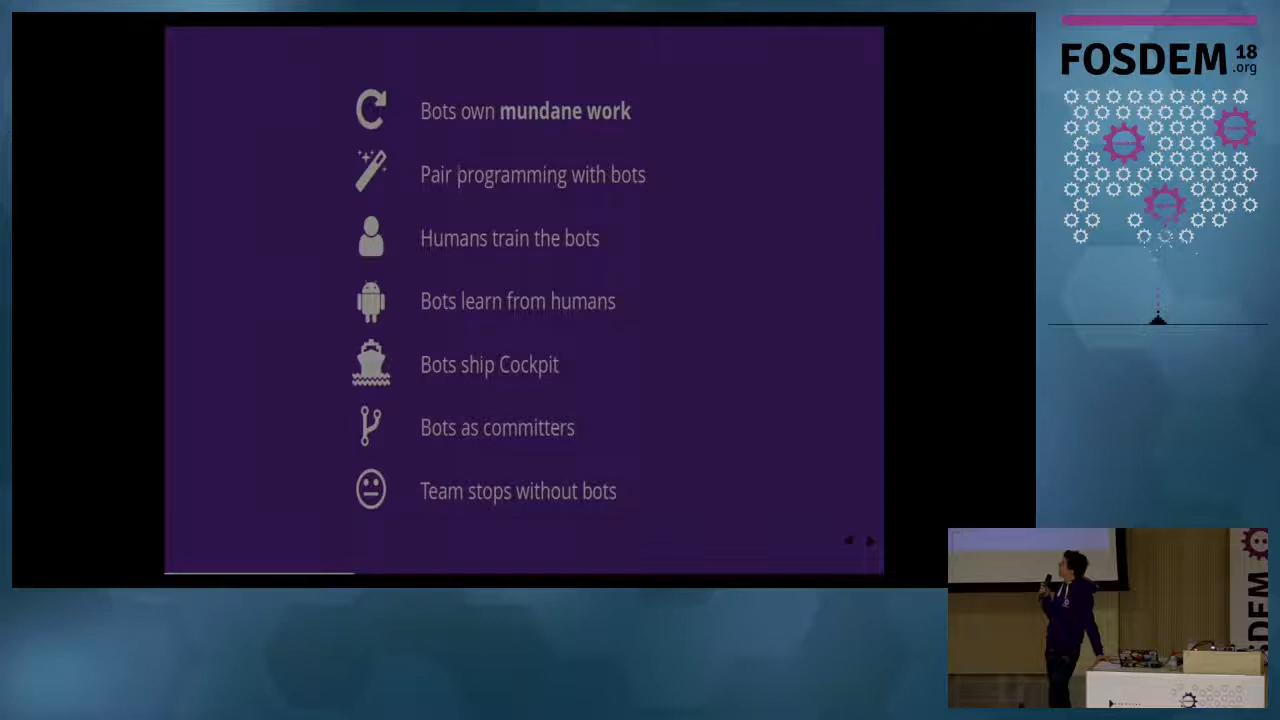 Bots own mundane work
Pair programming with bots
Humans train the bots
Bots learn from humans
Bots ship Cockpit
Bots as committers
Team stops without bots
FOSDEM 18
.org
FOSDEM